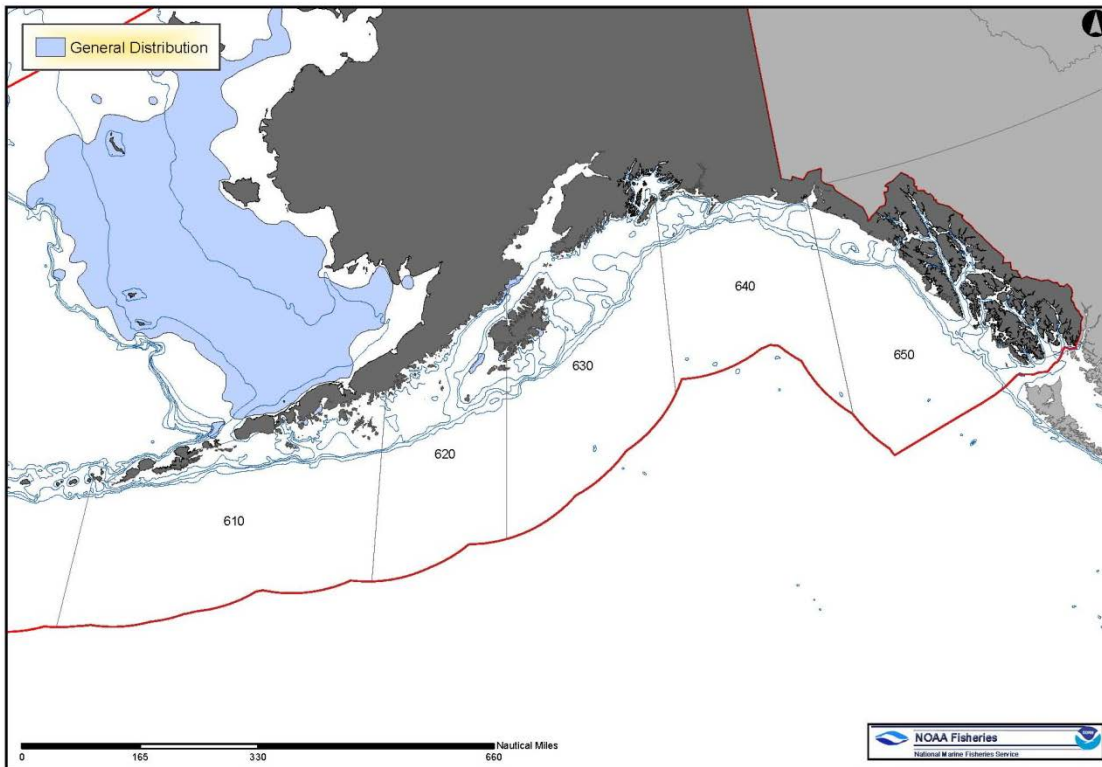 General Distribution
640
650
630
620
610
Nautical Miles
0 165 330 660
NOAA Fisheries
National Marine Fisheries Service